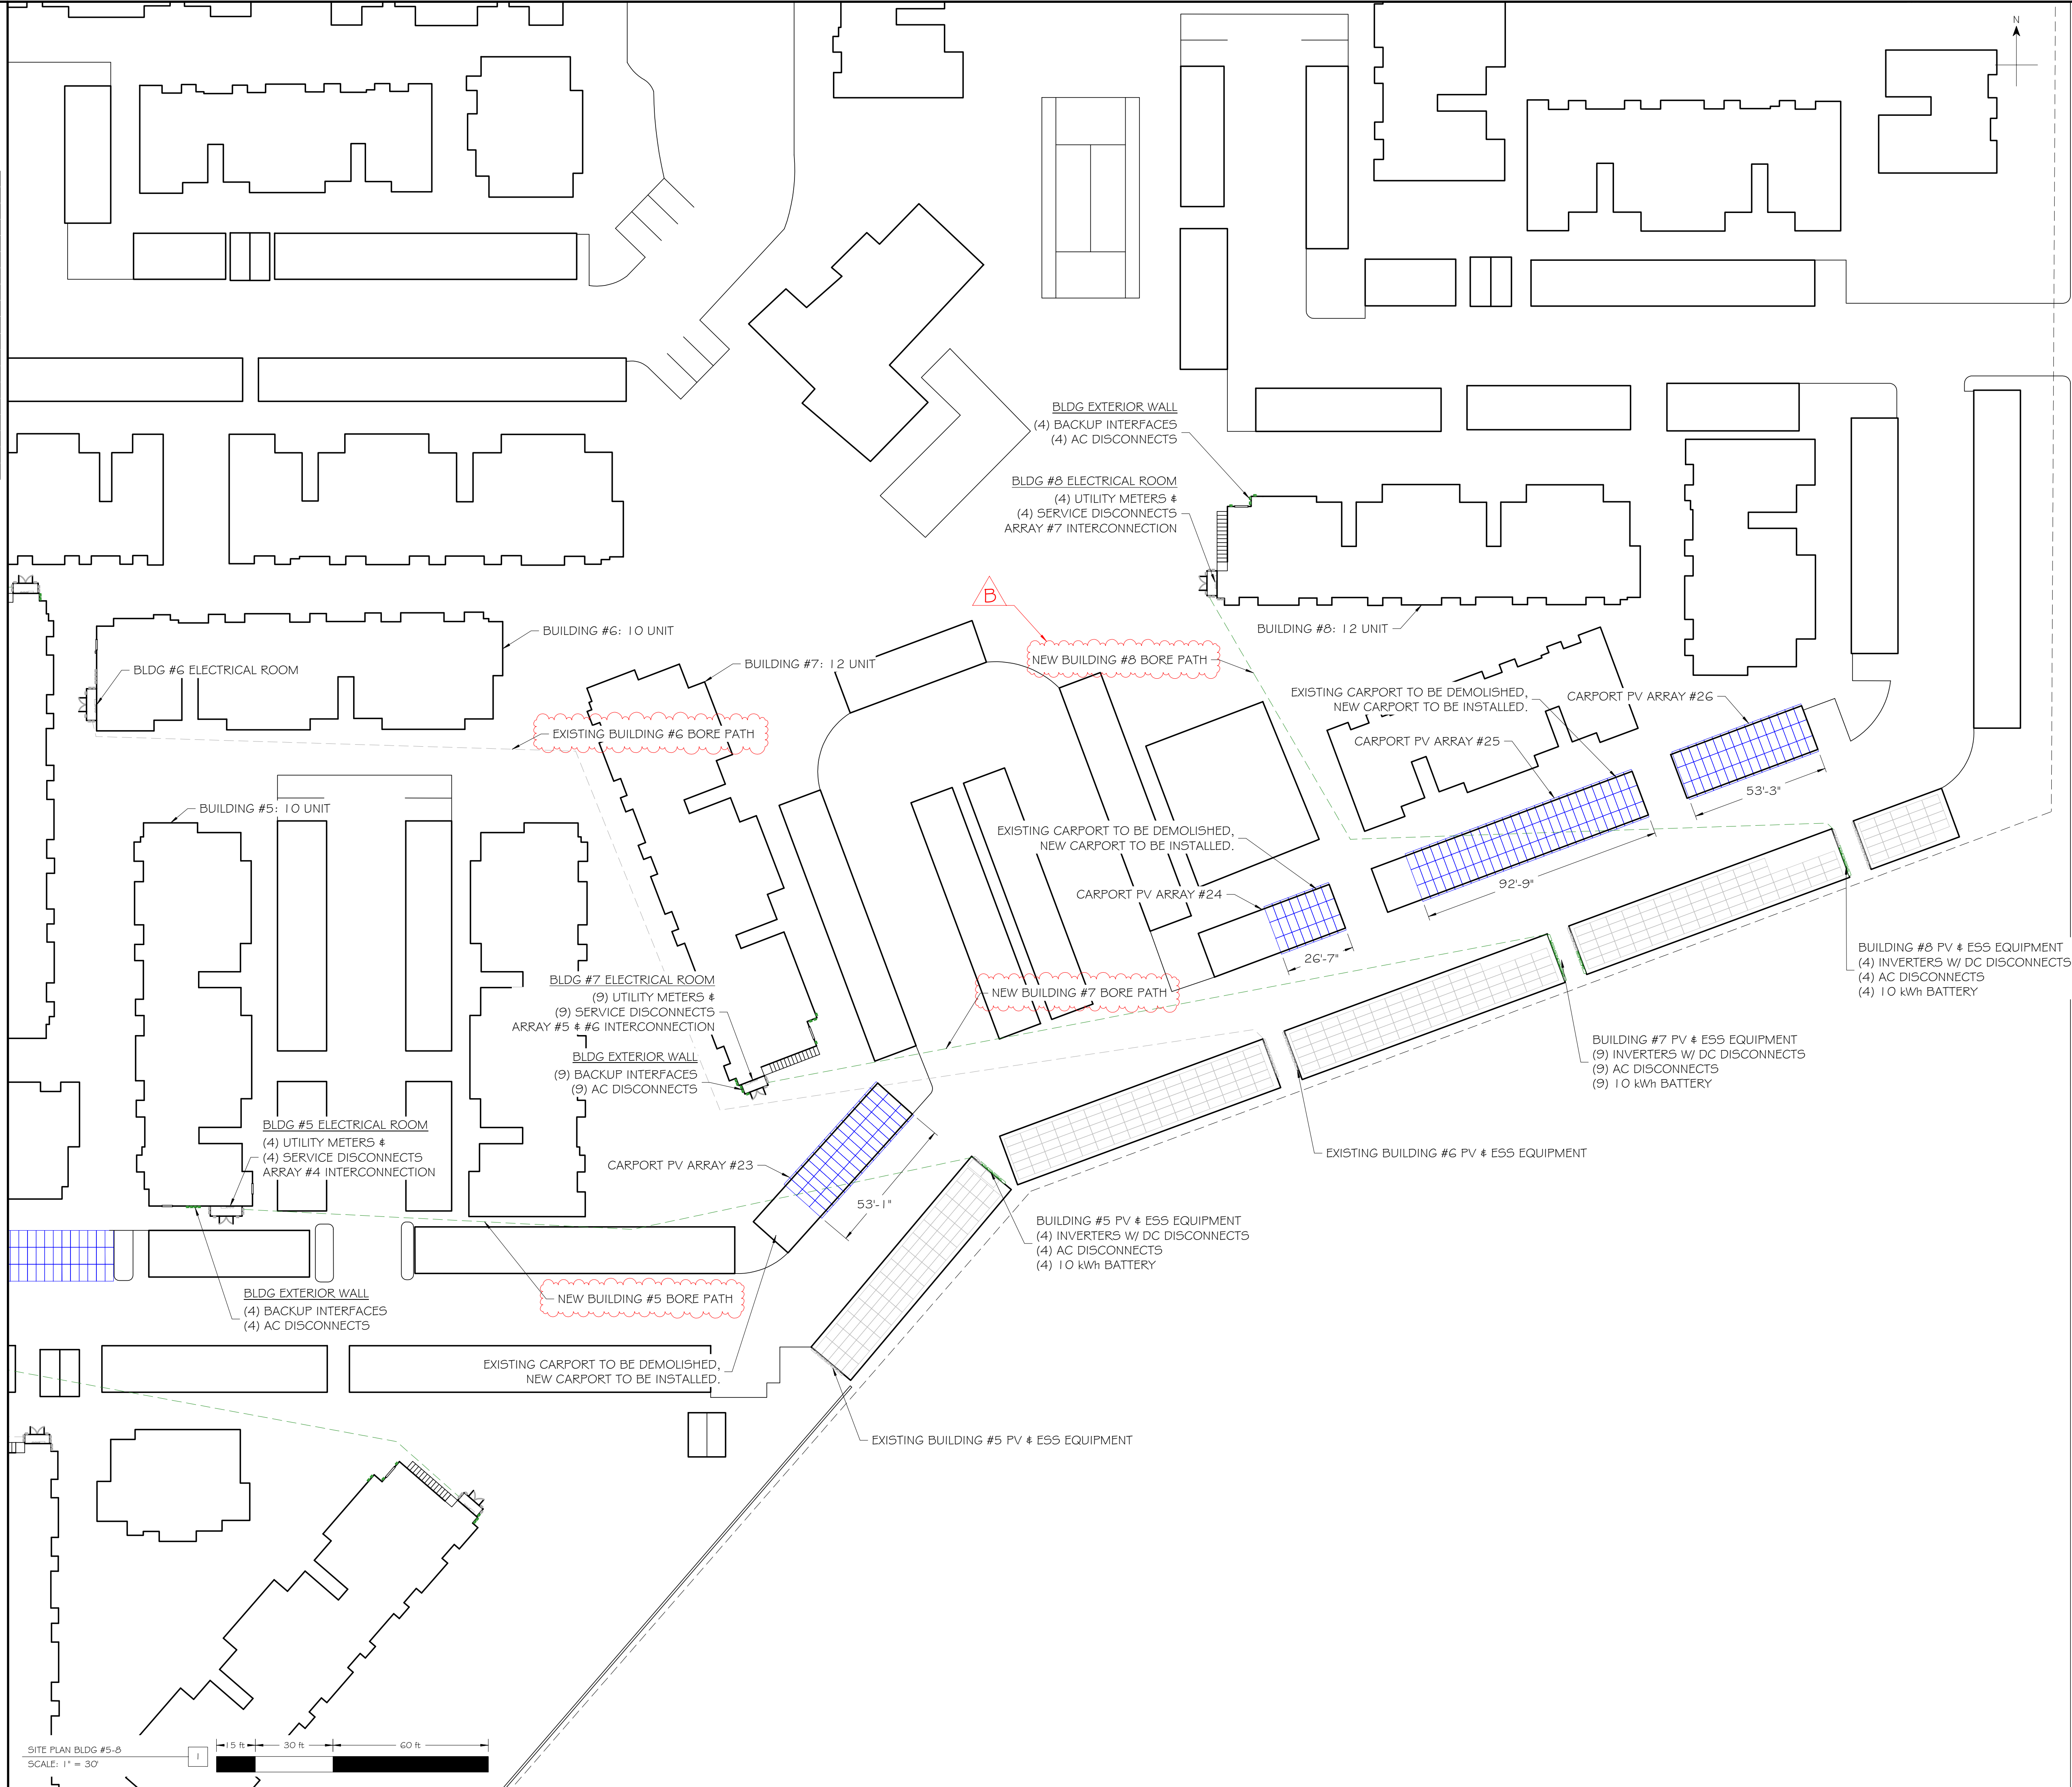 N
BLDG EXTERIOR WALL
(4) BACKUP INTERFACES
(4) AC DISCONNECTS
BLDG #8 ELECTRICAL ROOM
(4) UTILITY METERS &
(4) SERVICE DISCONNECTS
ARRAY #7 INTERCONNECTION
B
BUILDING #8: 12 UNIT
BUILDING #6: 10 UNIT
BUILDING #7: 12 UNIT
NEW BUILDING #8 BORE PATH
BLDG #6 ELECTRICAL ROOM
EXISTING CARPORT TO BE DEMOLISHED,
NEW CARPORT TO BE INSTALLED.
CARPORT PV ARRAY #26
EXISTING BUILDING #6 BORE PATH
CARPORT PV ARRAY #25
53'-3"
BUILDING #5: 10 UNIT
EXISTING CARPORT TO BE DEMOLISHED,
NEW CARPORT TO BE INSTALLED.
92'-9"
CARPORT PV ARRAY #24
26'-7"
BUILDING #8 PV & ESS EQUIPMENT
(4) INVERTERS W/ DC DISCONNECTS
(4) AC DISCONNECTS
(4) 10 kWh BATTERY
BLDG #7 ELECTRICAL ROOM
(9) UTILITY METERS &
(9) SERVICE DISCONNECTS
ARRAY #5 & #6 INTERCONNECTION
NEW BUILDING #7 BORE PATH
BLDG EXTERIOR WALL
(9) BACKUP INTERFACES
(9) AC DISCONNECTS
BUILDING #7 PV & ESS EQUIPMENT
(9) INVERTERS W/ DC DISCONNECTS
(9) AC DISCONNECTS
(9) 10 kWh BATTERY
BLDG #5 ELECTRICAL ROOM
(4) UTILITY METERS &
(4) SERVICE DISCONNECTS
ARRAY #4 INTERCONNECTION
CARPORT PV ARRAY #23
53'-1"
EXISTING BUILDING #6 PV & ESS EQUIPMENT
BUILDING #5 PV & ESS EQUIPMENT
(4) INVERTERS W/ DC DISCONNECTS
(4) AC DISCONNECTS
(4) 10 kWh BATTERY
BLDG EXTERIOR WALL
(4) BACKUP INTERFACES
(4) AC DISCONNECTS
NEW BUILDING #5 BORE PATH
EXISTING CARPORT TO BE DEMOLISHED,
NEW CARPORT TO BE INSTALLED.
EXISTING BUILDING #5 PV & ESS EQUIPMENT
SITE PLAN BLDG #5-8
SCALE: 1" = 30'
1
15 ft
30 ft
60 ft